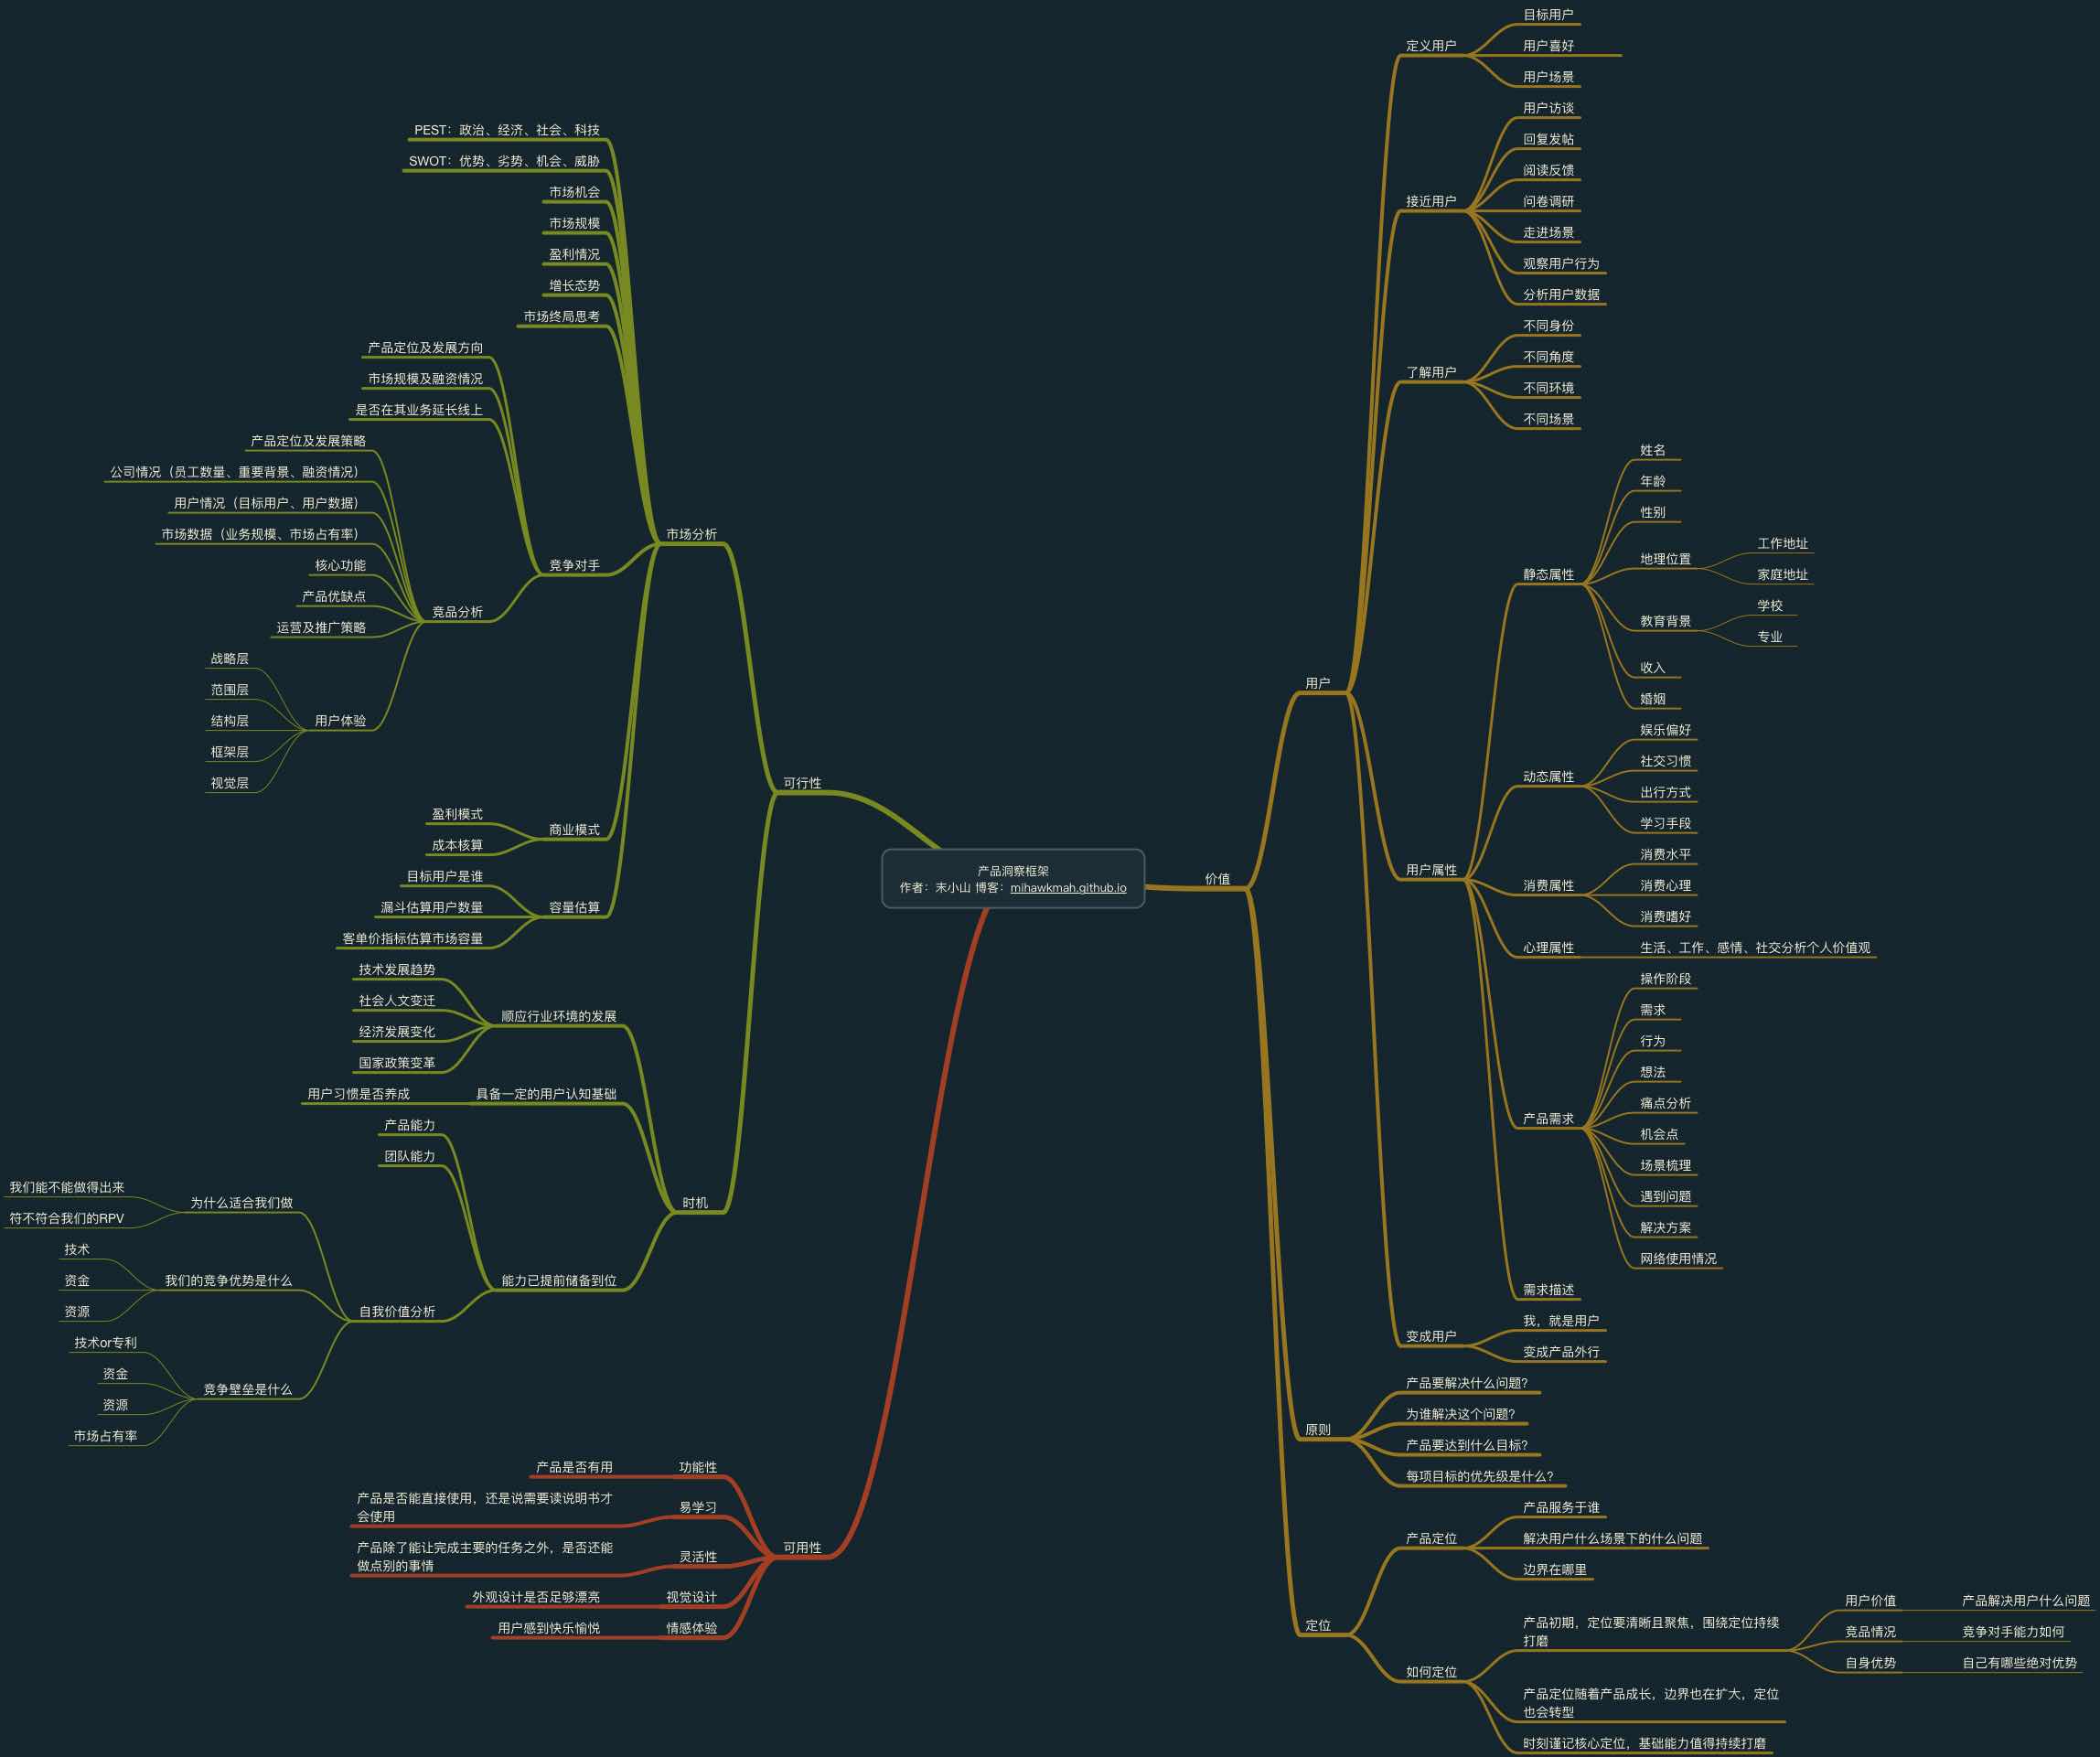 产品洞察框架
作者：末小山 博客：mihawkmah.github.io
价值
用户
定义用户
目标用户
用户喜好
用户场景
接近用户
用户访谈
回复发帖
阅读反馈
问卷调研
走进场景
观察用户行为
分析用户数据
了解用户
不同身份
不同角度
不同环境
不同场景
用户属性
静态属性
姓名
年龄
性别
地理位置
工作地址
家庭地址
教育背景
学校
专业
收入
婚姻
动态属性
娱乐偏好
社交习惯
出行方式
学习手段
消费属性
消费水平
消费心理
消费嗜好
心理属性
生活、工作、感情、社交分析个人价值观
产品需求
操作阶段
需求
行为
想法
痛点分析
机会点
场景梳理
遇到问题
解决方案
网络使用情况
需求描述
变成用户
我，就是用户
变成产品外行
原则
产品要解决什么问题？
为谁解决这个问题？
产品要达到什么目标？
每项目标的优先级是什么？
定位
产品定位
产品服务于谁
解决用户什么场景下的什么问题
边界在哪里
如何定位
产品初期，定位要清晰且聚焦，围绕定位持续
打磨
用户价值
产品解决用户什么问题
竞品情况
竞争对手能力如何
自身优势
自己有哪些绝对优势
产品定位随着产品成长，边界也在扩大，定位
也会转型
时刻谨记核心定位，基础能力值得持续打磨
可行性
市场分析
PEST：政治、经济、社会、科技
SWOT：优势、劣势、机会、威胁
市场机会
市场规模
盈利情况
增长态势
市场终局思考
竞争对手
产品定位及发展方向
市场规模及融资情况
是否在其业务延长线上
竞品分析
产品定位及发展策略
公司情况（员工数量、重要背景、融资情况）
用户情况（目标用户、用户数据）
市场数据（业务规模、市场占有率）
核心功能
产品优缺点
运营及推广策略
用户体验
战略层
范围层
结构层
框架层
视觉层
商业模式
盈利模式
成本核算
容量估算
目标用户是谁
漏斗估算用户数量
客单价指标估算市场容量
时机
顺应行业环境的发展
技术发展趋势
社会人文变迁
经济发展变化
国家政策变革
具备一定的用户认知基础
用户习惯是否养成
能力已提前储备到位
产品能力
团队能力
自我价值分析
为什么适合我们做
我们能不能做得出来
符不符合我们的RPV
我们的竞争优势是什么
技术
资金
资源
竞争壁垒是什么
技术or专利
资金
资源
市场占有率
可用性
功能性
产品是否有用
易学习
产品是否能直接使用，还是说需要读说明书才
会使用
灵活性
产品除了能让完成主要的任务之外，是否还能
做点别的事情
视觉设计
外观设计是否足够漂亮
情感体验
用户感到快乐愉悦